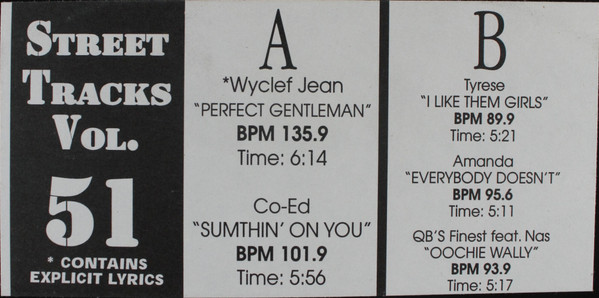 STREET
TRACKS
VOL.
51
* CONTAINS
EXPLICIT LYRICS
A
*Wyclef Jean
"PERFECT GENTLEMAN"
BPM 135.9
Time: 6:14
Co-Ed
"SUMTHIN' ON YOU"
BPM 101.9
Time: 5:56
B
Tyrese
"I LIKE THEM GIRLS"
BPM 89.9
Time: 5:21
Amanda
"EVERYBODY DOESN'T"
BPM 95.6
Time: 5:11
QB'S Finest feat. Nas
"OOCHIE WALLY"
BPM 93.9
Time: 5:17